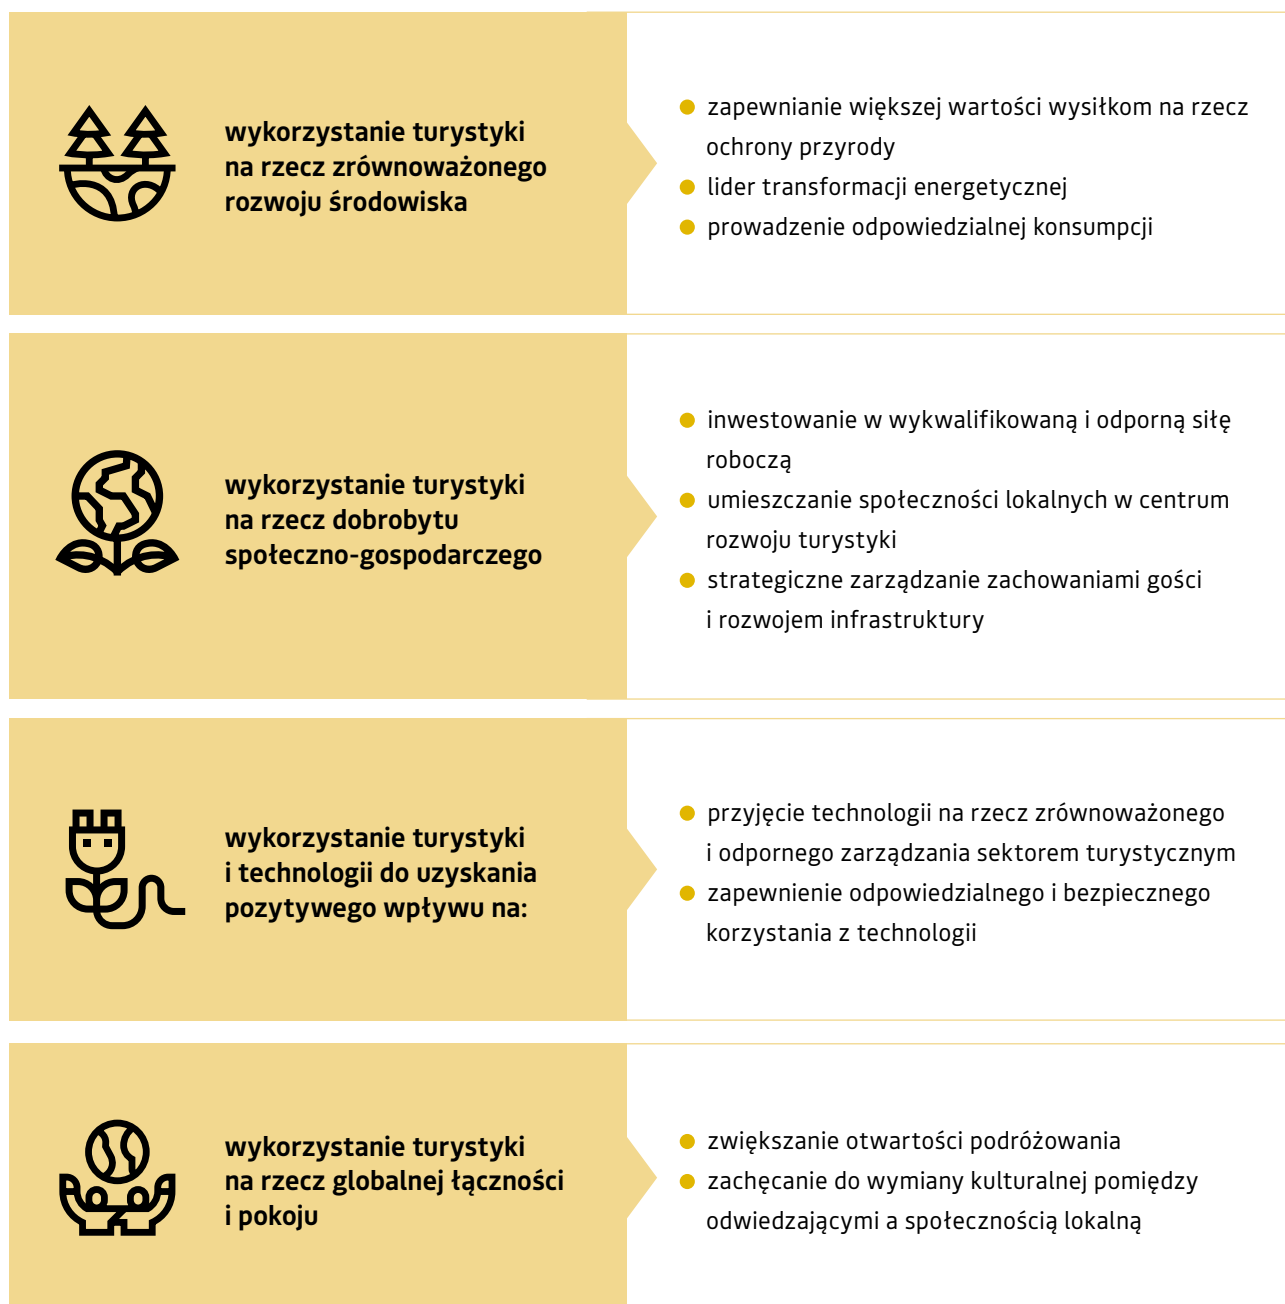 wykorzystanie turystyki
na rzecz zrównoważonego
rozwoju środowiska
zapewnianie większej wartości wysiłkom na rzecz
ochrony przyrody
lider transformacji energetycznej
prowadzenie odpowiedzialnej konsumpcji
wykorzystanie turystyki
na rzecz dobrobytu
społeczno-gospodarczego
inwestowanie w wykwalifikowaną i odporną siłę
roboczą
umieszczanie społeczności lokalnych w centrum
rozwoju turystyki
strategiczne zarządzanie zachowaniami gości
i rozwojem infrastruktury
wykorzystanie turystyki
i technologii do uzyskania
pozytywego wpływu na:
przyjęcie technologii na rzecz zrównoważonego
i odpornego zarządzania sektorem turystycznym
zapewnienie odpowiedzialnego i bezpiecznego
korzystania z technologii
wykorzystanie turystyki
na rzecz globalnej łączności
i pokoju
zwiększanie otwartości podróżowania
zachęcanie do wymiany kulturalnej pomiędzy
odwiedzającymi a społecznością lokalną